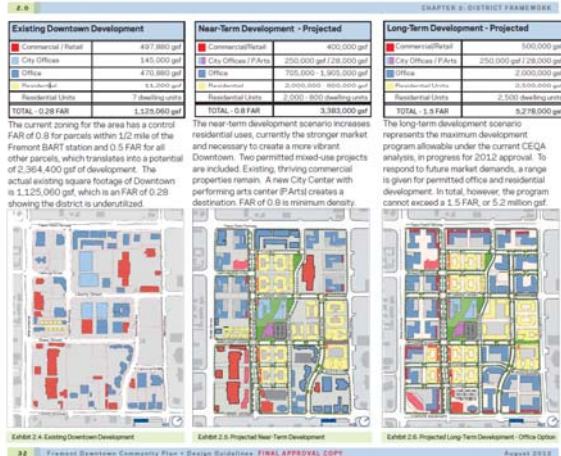 2.0
CHAPTER 2: DISTRICT FRAMEWORK
Existing Downtown Development
Commercial / Retail 497,880 gsf
City Offices 145,000 gsf
Office 470,880 gsf
Residential 11,200 gsf
Residential Units 7 dwelling units
TOTAL - 0.28 FAR 1,125,060 gsf
The current zoning for the area has a control
FAR of 0.8 for parcels within 1/2 mile of the
Fremont BART station and 0.5 FAR for all
other parcels, which translates into a potential
of 2,364,400 gsf of development. The
actual existing square footage of Downtown
is 1,125,060 gsf, which is an FAR of 0.28
showing the district is underutilized.
Near-Term Development - Projected
Commercial/Retail 400,000 gsf
City Offices / P.Arts 250,000 gsf / 28,000 gsf
Office 705,000 - 1,905,000 gsf
Residential
Residential Units
TOTAL - 0.8 FAR 3,383,000 gsf
The near-term development scenario increases
residential uses, currently the stronger market
and necessary to create a more vibrant
Downtown. Two permitted mixed-use projects
are included. Existing, thriving commercial
properties remain. A new City Center with
performing arts center (P.Arts) creates a
destination. FAR of 0.8 is minimum density.
Long-Term Development - Projected
Commercial/Retail 500,000 gsf
City Offices / P.Arts 250,000 gsf / 28,000 gsf
Office 2,000,000 gsf
Residential 2,500,000 gsf
Residential Units 2,500 dwelling units
TOTAL - 1.5 FAR 5,278,000 gsf
The long-term development scenario
represents the maximum development
program allowable under the current CEQA
analysis, in progress for 2012 approval. To
respond to future market demands, a range
is given for permitted office and residential
development. In total, however, the program
cannot exceed a 1.5 FAR, or 5.2 million gsf.
Exhibit 2.4: Existing Downtown Development
Exhibit 2.5: Projected Near-Term Development
Exhibit 2.6: Projected Long-Term Development - Office Option
32 Fremont Downtown Community Plan + Design Guidelines FINAL APPROVAL COPY
August 2012